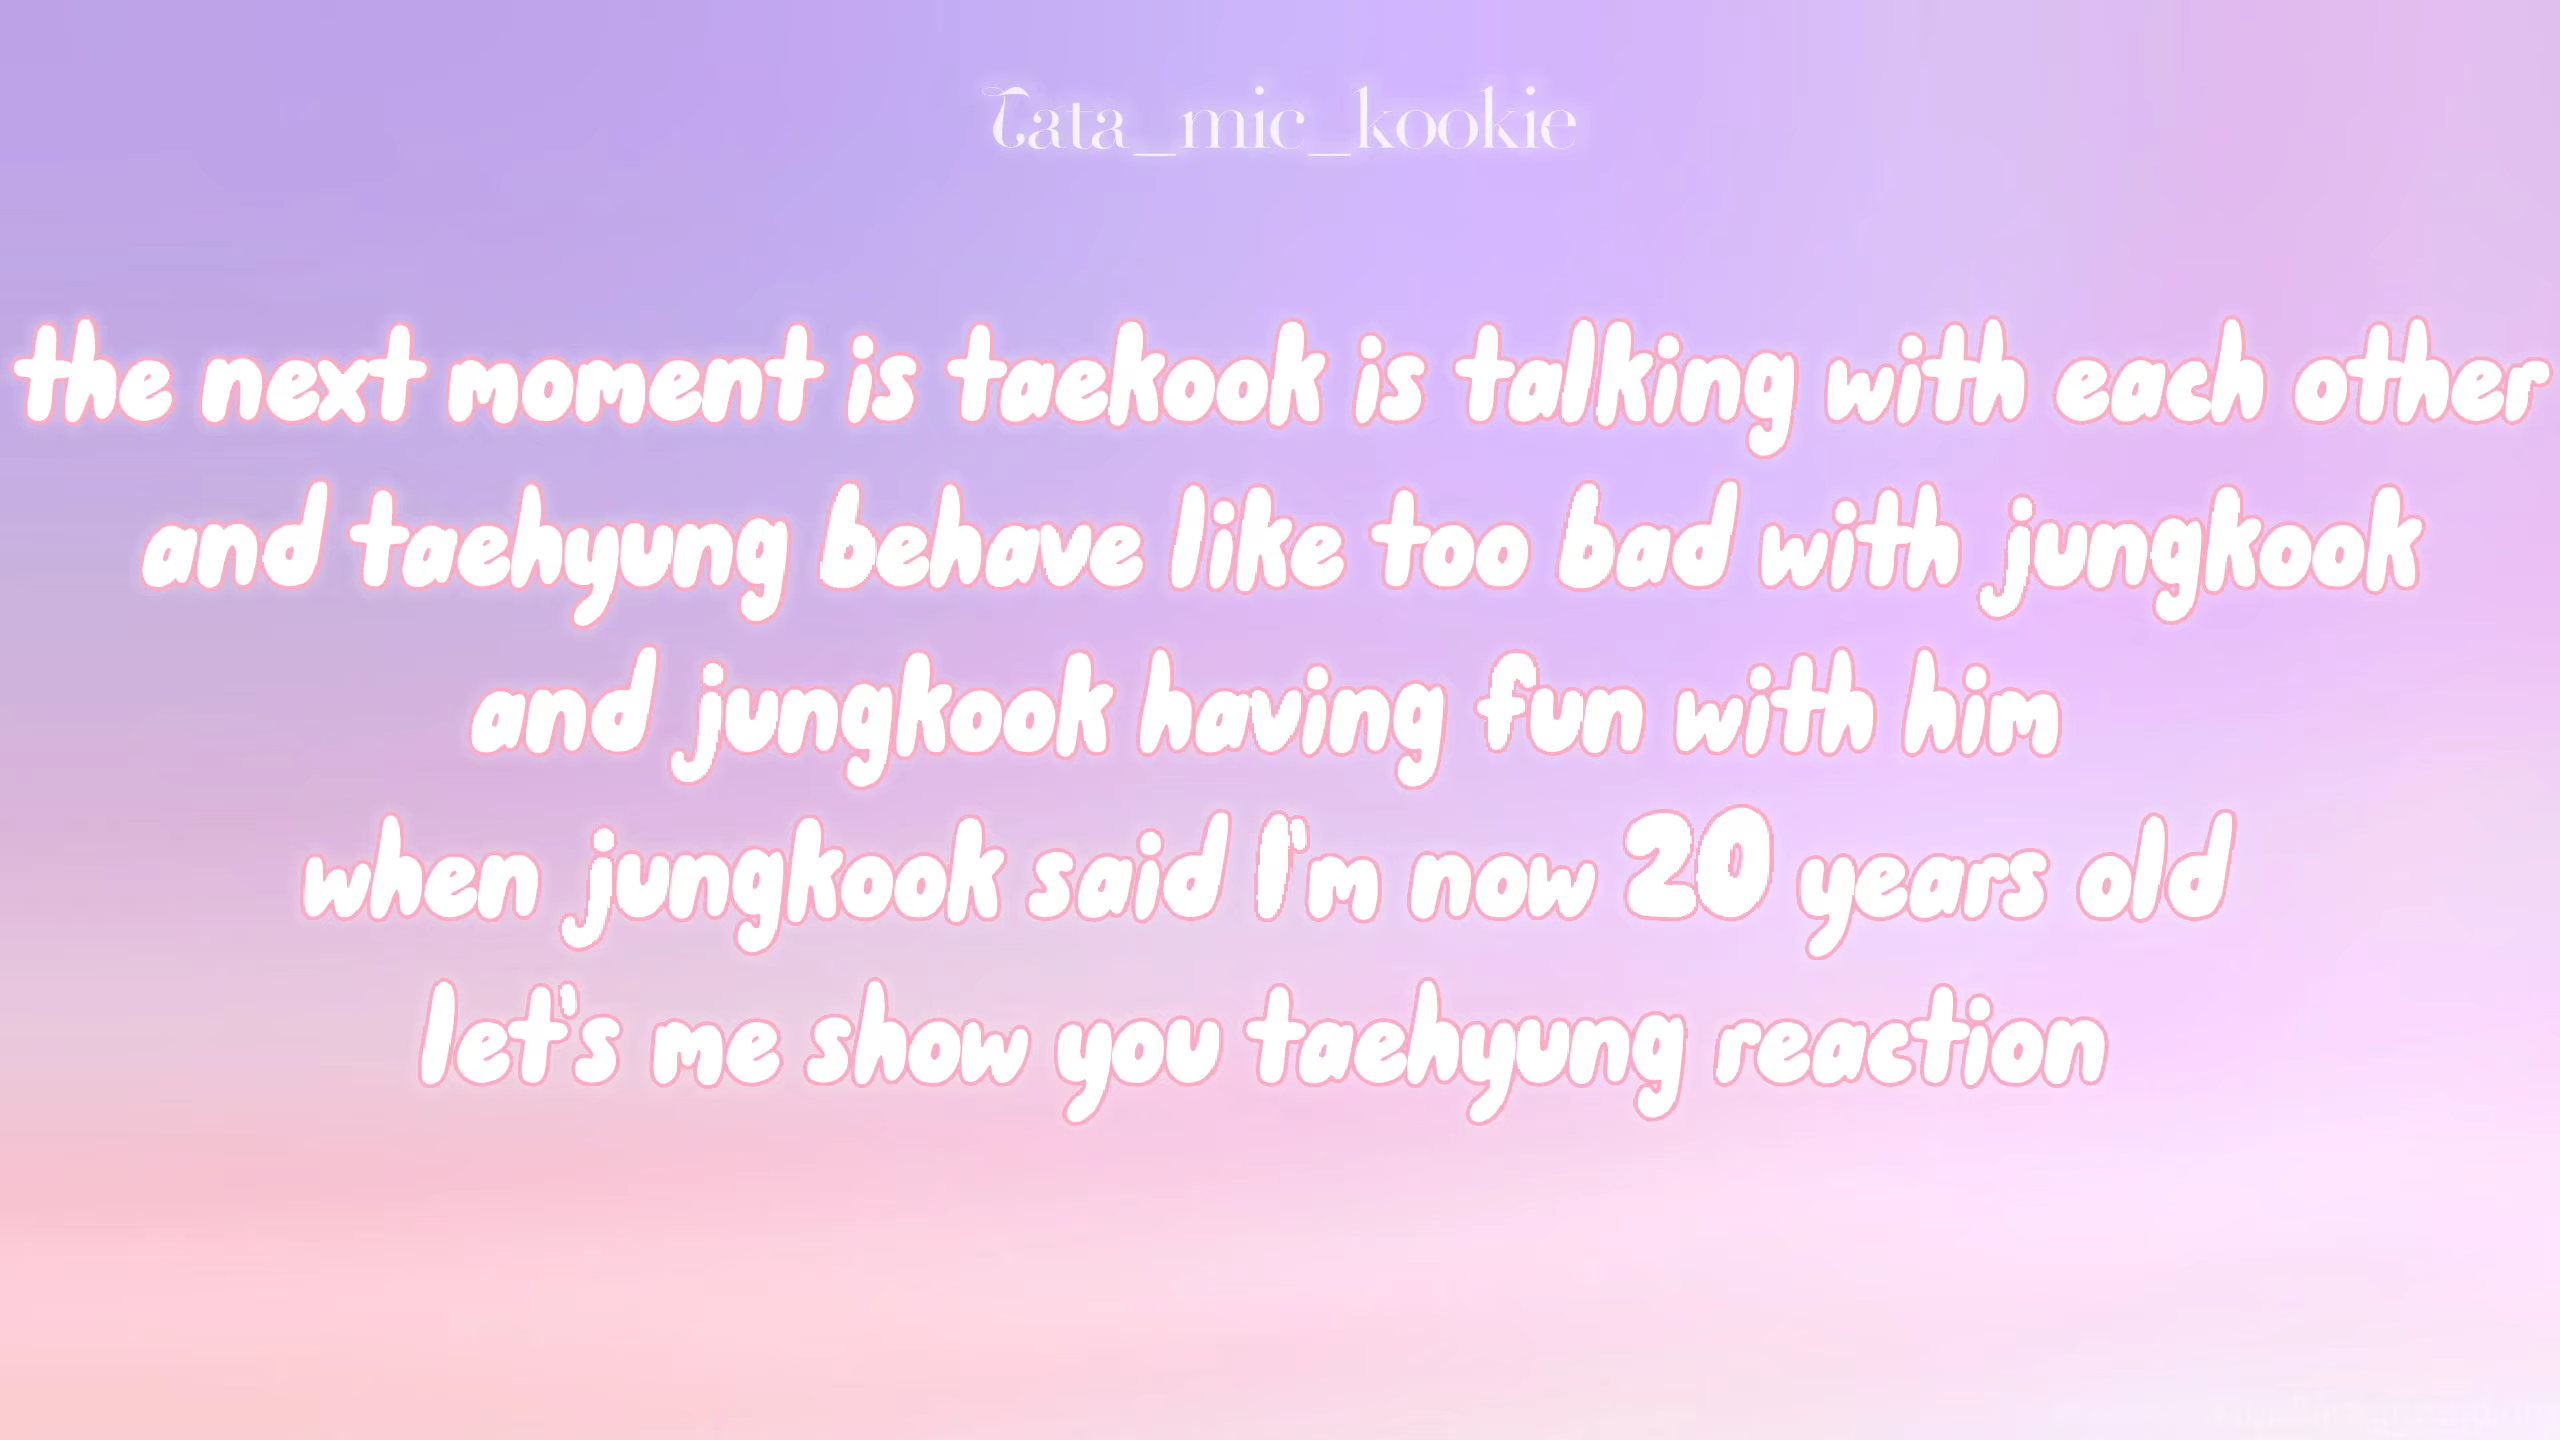 Tata_mic_kookie
the next moment is taekook is talking with each other
and taehyung behave like too bad with jungkook
and jungkook having fun with him
when jungkook said I'm now 20 years old
let's me show you taehyung reaction